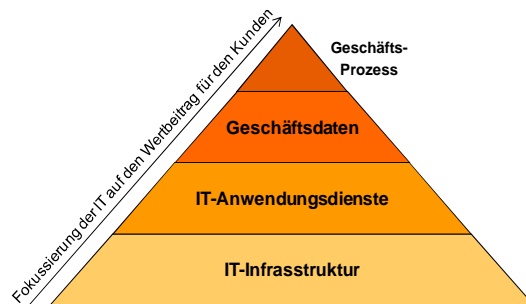 Geschäfts-
Prozess
Geschäftsdaten
IT-Anwendungsdienste
IT-Infrasstruktur
Fokussierung der IT auf den Wertbeitrag für den Kunden